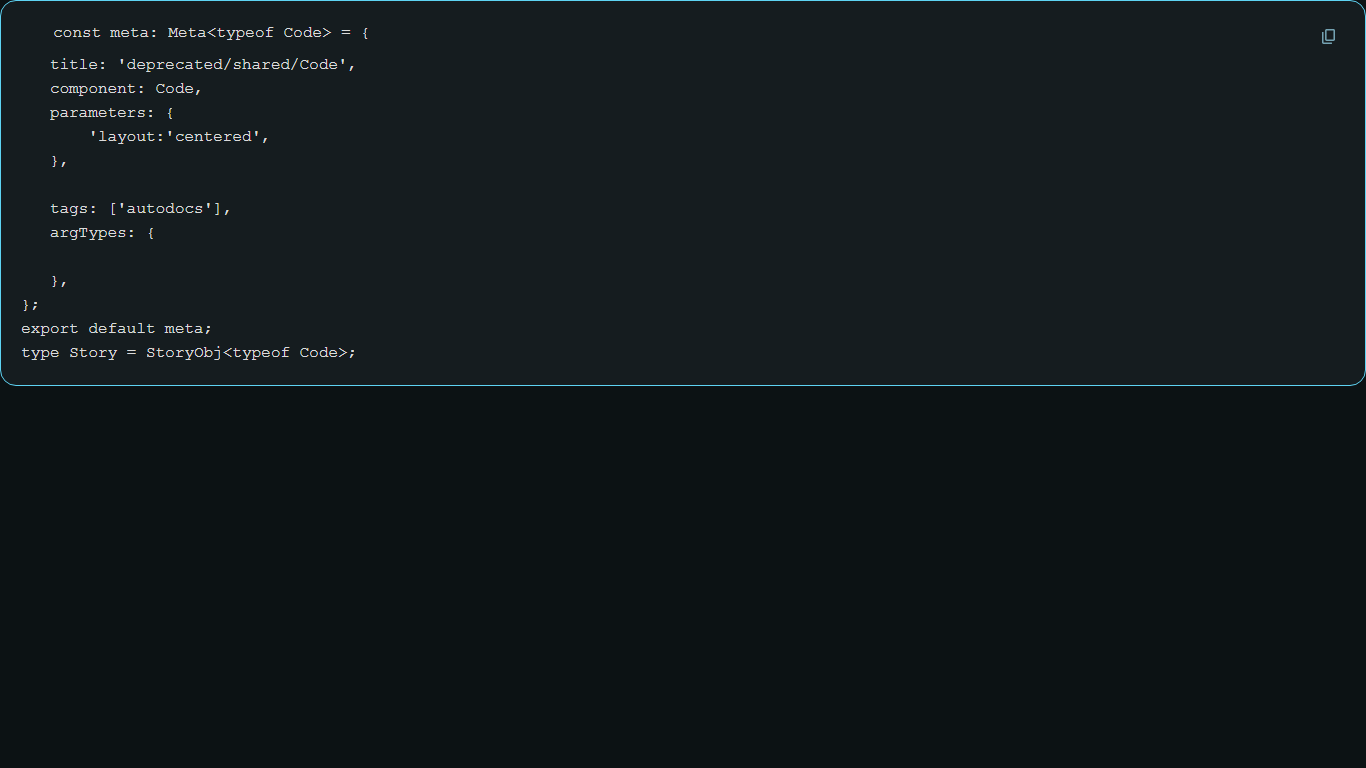 const meta: Meta<typeof Code> = {
title: 'deprecated/shared/Code',
component: Code,
parameters: {
'layout:'centered',
},
tags: ['autodocs'],
argTypes: {
},
};
export default meta;
type Story = StoryObj<typeof Code>;